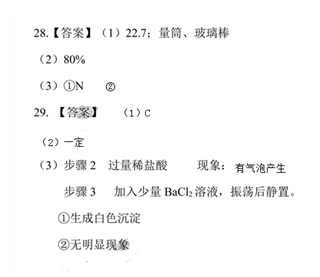 28.【答案】（1）22.7；量筒、玻璃棒
（2）80%
（3）①N ②
29. 【答案】 （1）C
（2）一定
（3）步骤 2 过量稀盐酸 现象：有气泡产生
步骤 3 加入少量 BaCl₂ 溶液，振荡后静置。
①生成白色沉淀
②无明显现象